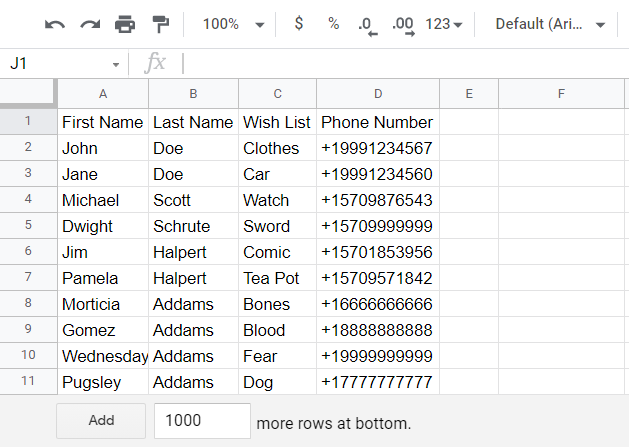 100% $ % .0 .00 123 Default (Ari...
J1 fx
A B C D E F
1 First Name Last Name Wish List Phone Number
2 John Doe Clothes +19991234567
3 Jane Doe Car +19991234560
4 Michael Scott Watch +15709876543
5 Dwight Schrute Sword +15709999999
6 Jim Halpert Comic +15701853956
7 Pamela Halpert Tea Pot +15709571842
8 Morticia Addams Bones +16666666666
9 Gomez Addams Blood +18888888888
10 Wednesday Addams Fear +19999999999
11 Pugsley Addams Dog +17777777777
Add 1000 more rows at bottom.